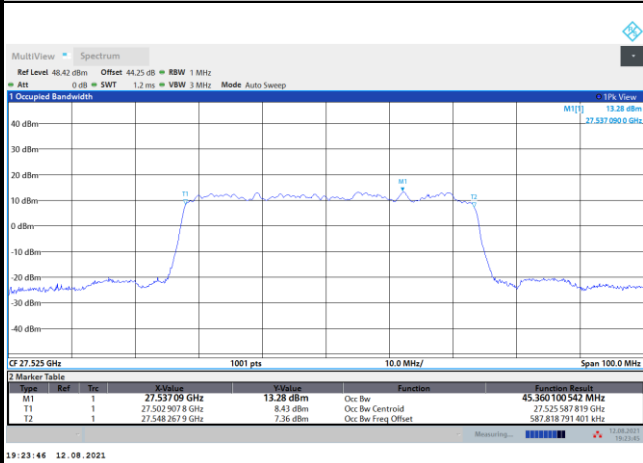 MultiView Spectrum
Ref Level 48.42 dBm Offset 44.25 dB RBW 1 MHz
Att 0 dB SWT 1.2 ms VBW 3 MHz Mode Auto Sweep
1 Occupied Bandwidth 1Pk View
M1[1] 13.28 dBm
27.537 090 0 GHz
40 dBm
30 dBm
20 dBm
M1
T1 T2
10 dBm
0 dBm
-10 dBm
-20 dBm
-30 dBm
-40 dBm
CF 27.525 GHz 1001 pts 10.0 MHz/ Span 100.0 MHz
2 Marker Table
Type Ref Trc X-Value Y-Value Function Function Result
M1 1 27.537 09 GHz 13.28 dBm Occ Bw 45.360 100 542 MHz
T1 1 27.502 907 8 GHz 8.43 dBm Occ Bw Centroid 27.525 587 819 GHz
T2 1 27.548 267 9 GHz 7.36 dBm Occ Bw Freq Offset 587.818 791 401 kHz
Measuring... 12.08.2021
19:23:45
19:23:46 12.08.2021